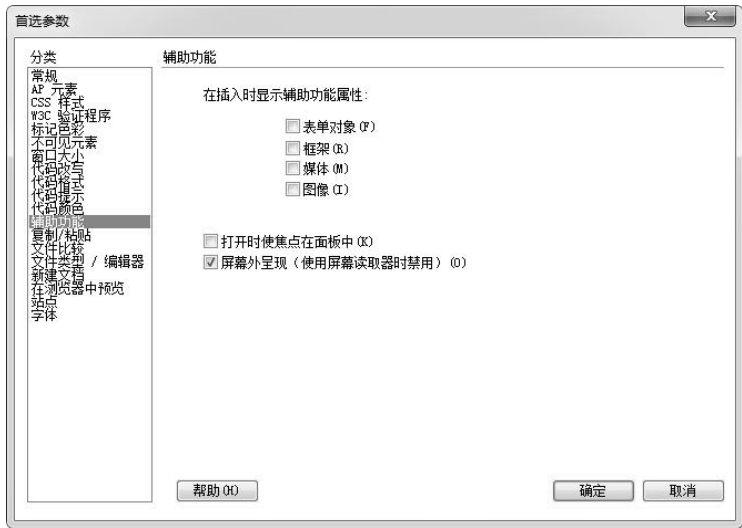 首选参数
分类
常规
AP 元素
CSS 样式
W3C 验证程序
标记色彩
不可见元素
窗口大小
代码改写
代码格式
代码提示
代码颜色
辅助功能
复制/粘贴
文件比较
文件类型 / 编辑器
新建文档
在浏览器中预览
站点
字体
辅助功能
在插入时显示辅助功能属性:
表单对象(F)
框架(R)
媒体(M)
图像(I)
打开时使焦点在面板中(K)
屏幕外呈现（使用屏幕读取器时禁用）(O)
帮助(H)
确定
取消